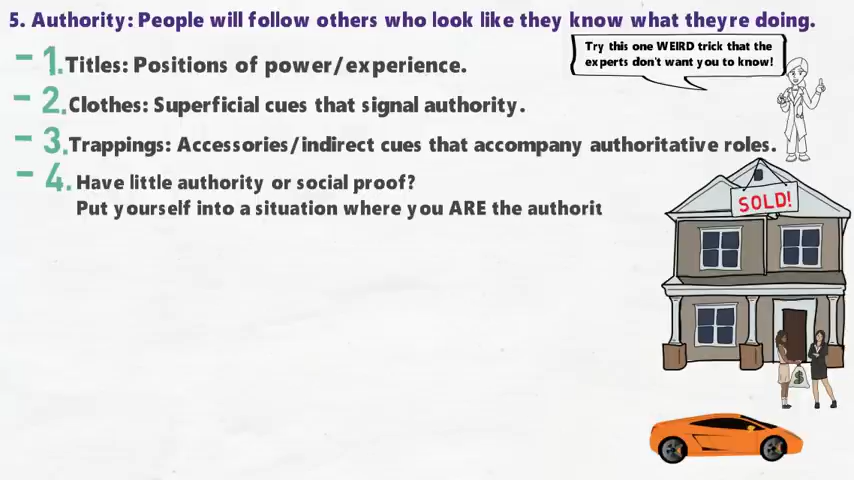 5. Authority: People will follow others who look like they know what they're doing.
Try this one WEIRD trick that the
experts don't want you to know!
- 1. Titles: Positions of power/experience.
- 2. Clothes: Superficial cues that signal authority.
- 3. Trappings: Accessories/indirect cues that accompany authoritative roles.
- 4. Have little authority or social proof?
Put yourself into a situation where you ARE the authorit
SOLD!
$